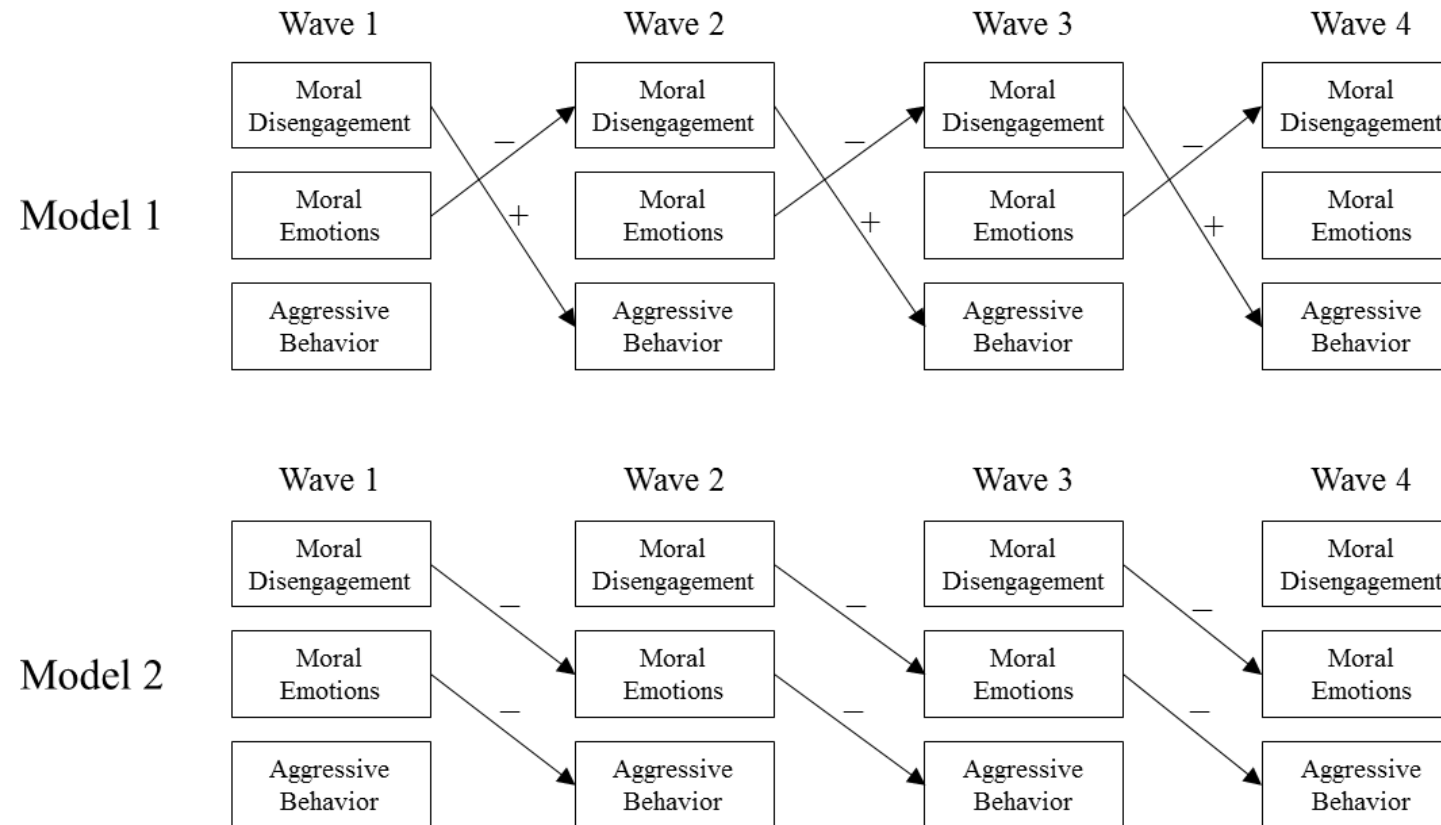 Wave 1 Wave 2 Wave 3 Wave 4
Moral Moral Moral Moral
Disengagement Disengagement Disengagement Disengagement
− − −
Model 1
Moral Moral Moral Moral
Emotions Emotions Emotions Emotions
+ + +
Aggressive Aggressive Aggressive Aggressive
Behavior Behavior Behavior Behavior
Wave 1 Wave 2 Wave 3 Wave 4
Moral Moral Moral Moral
Disengagement Disengagement Disengagement Disengagement
− − −
Model 2
Moral Moral Moral Moral
Emotions Emotions Emotions Emotions
− − −
Aggressive Aggressive Aggressive Aggressive
Behavior Behavior Behavior Behavior